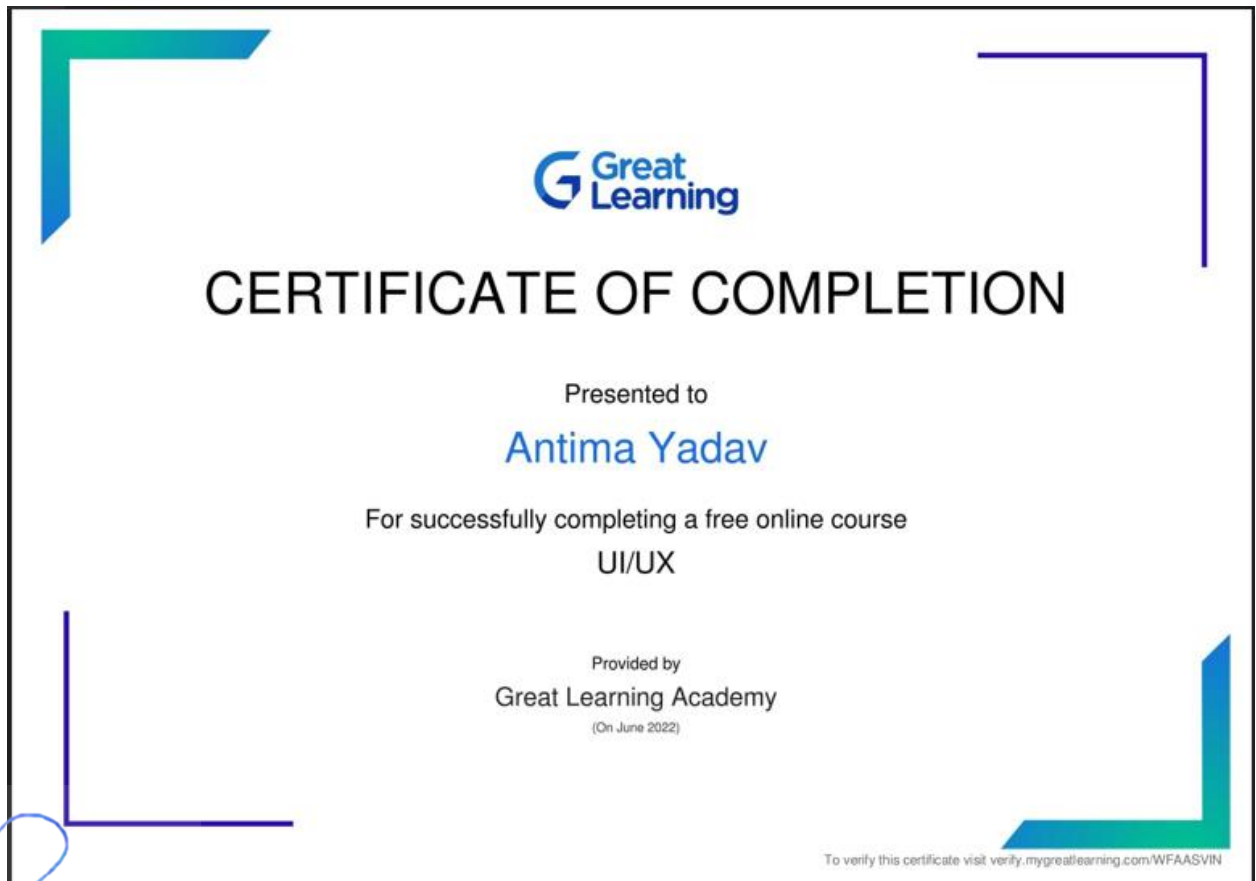 Great
Learning
CERTIFICATE OF COMPLETION
Presented to
Antima Yadav
For successfully completing a free online course
UI/UX
Provided by
Great Learning Academy
(On June 2022)
To verify this certificate visit verify.mygreatlearning.com/WFAASVIN